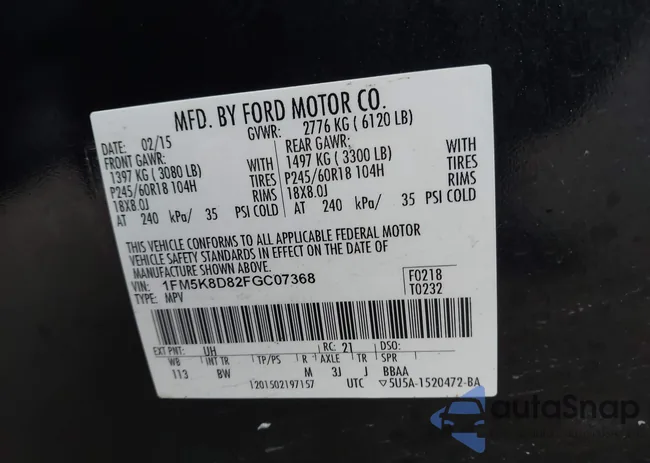 MFD. BY FORD MOTOR CO.
DATE: 02/15 GVWR: 2776 KG ( 6120 LB)
FRONT GAWR: REAR GAWR:
1397 KG ( 3080 LB) WITH 1497 KG ( 3300 LB) WITH
P245/60R18 104H TIRES P245/60R18 104H TIRES
18X8.0J RIMS 18X8.0J RIMS
AT 240 kPa/ 35 PSI COLD AT 240 kPa/ 35 PSI COLD
THIS VEHICLE CONFORMS TO ALL APPLICABLE FEDERAL MOTOR
VEHICLE SAFETY STANDARDS IN EFFECT ON THE DATE OF
MANUFACTURE SHOWN ABOVE.
VIN: 1FM5K8D82FGC07368 F0218
TYPE: MPV T0232
EXT PNT: UH RC: 21 DSO:
WB INT TR TP/PS R AXLE TR SPR
113 BW M 3J J BBAA
1201502197157 UTC ▽5U5A-1520472-BA
autoSnap